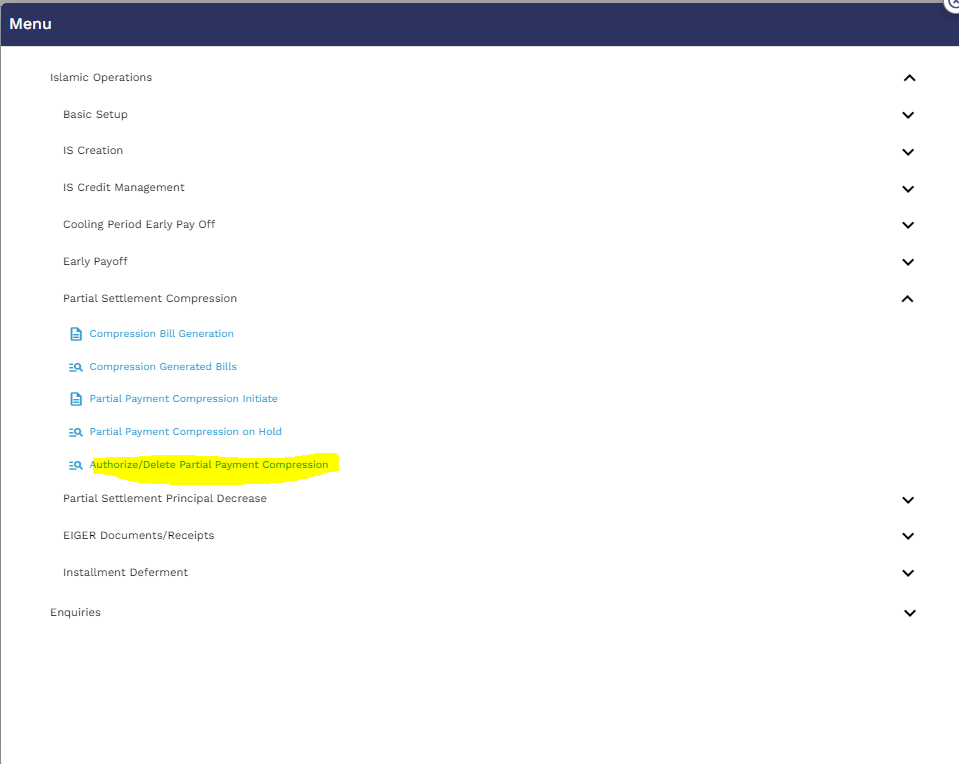 Menu
Islamic Operations
Basic Setup
IS Creation
IS Credit Management
Cooling Period Early Pay Off
Early Payoff
Partial Settlement Compression
Compression Bill Generation
Compression Generated Bills
Partial Payment Compression Initiate
Partial Payment Compression on Hold
Authorize/Delete Partial Payment Compression
Partial Settlement Principal Decrease
EIGER Documents/Receipts
Installment Deferment
Enquiries